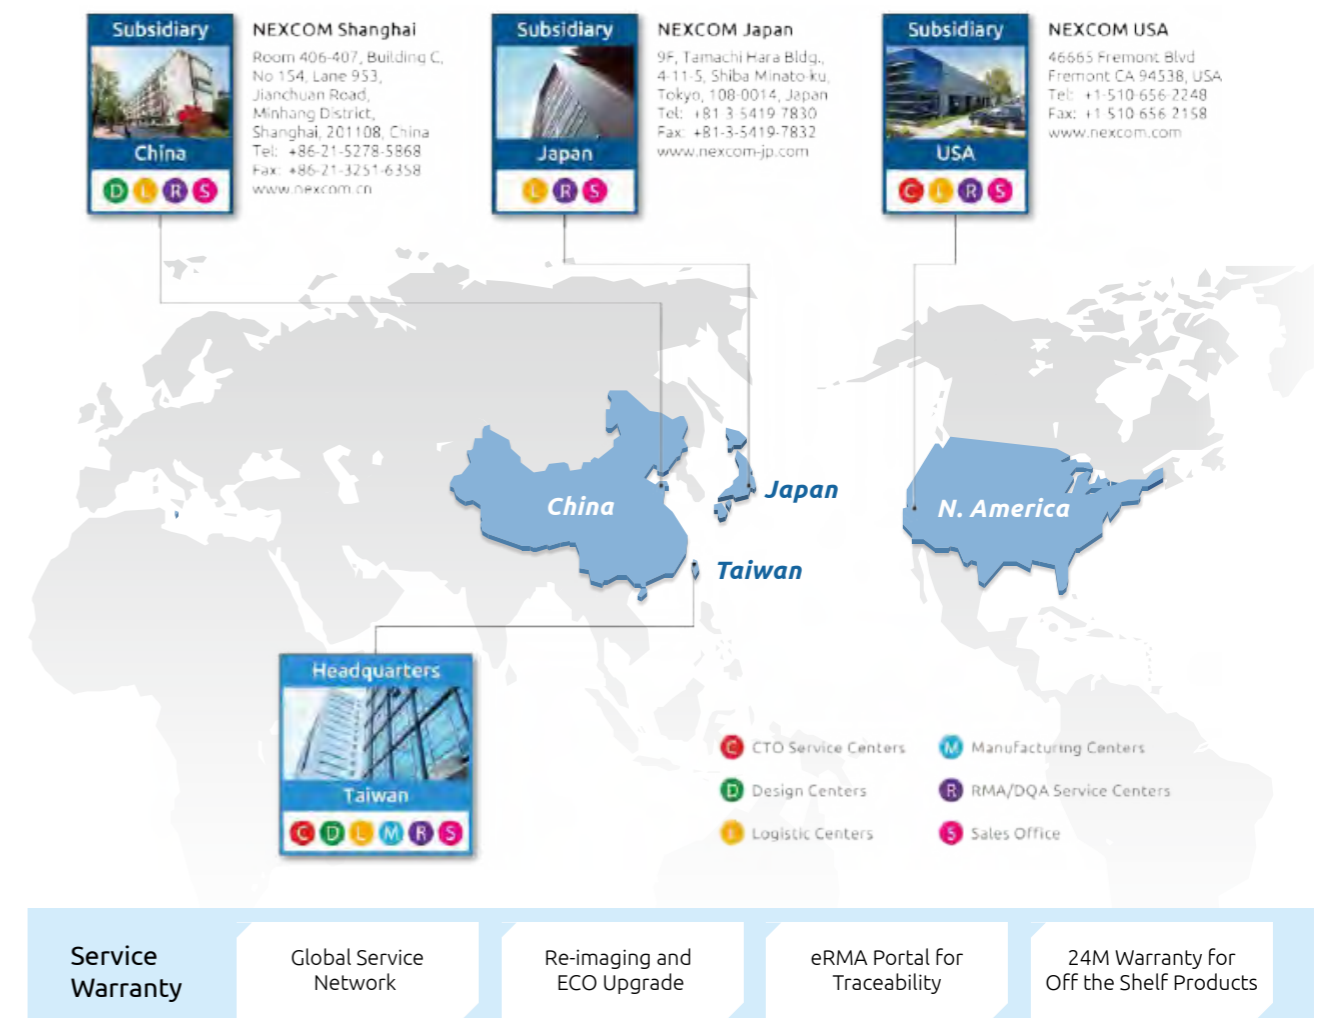 Subsidiary
China
D L R S
NEXCOM Shanghai
Room 406-407, Building C,
No 154, Lane 953,
Jianchuan Road,
Minhang District,
Shanghai, 201108, China
Tel: +86-21-5278-5868
Fax: +86-21-3251-6358
www.nexcom.cn
Subsidiary
Japan
L R S
NEXCOM Japan
9F, Tamachi Hara Bldg.,
4-11-5, Shiba Minato-ku,
Tokyo, 108-0014, Japan
Tel: +81-3-5419-7830
Fax: +81-3-5419-7832
www.nexcom-jp.com
Subsidiary
USA
C L R S
NEXCOM USA
46665 Fremont Blvd
Fremont CA 94538, USA
Tel: +1-510-656-2248
Fax: +1-510-656-2158
www.nexcom.com
China
Japan
Taiwan
N. America
Headquarters
Taiwan
C D L M R S
C CTO Service Centers
D Design Centers
L Logistic Centers
M Manufacturing Centers
R RMA/DQA Service Centers
S Sales Office
Service
Warranty
Global Service
Network
Re-imaging and
ECO Upgrade
eRMA Portal for
Traceability
24M Warranty for
Off the Shelf Products